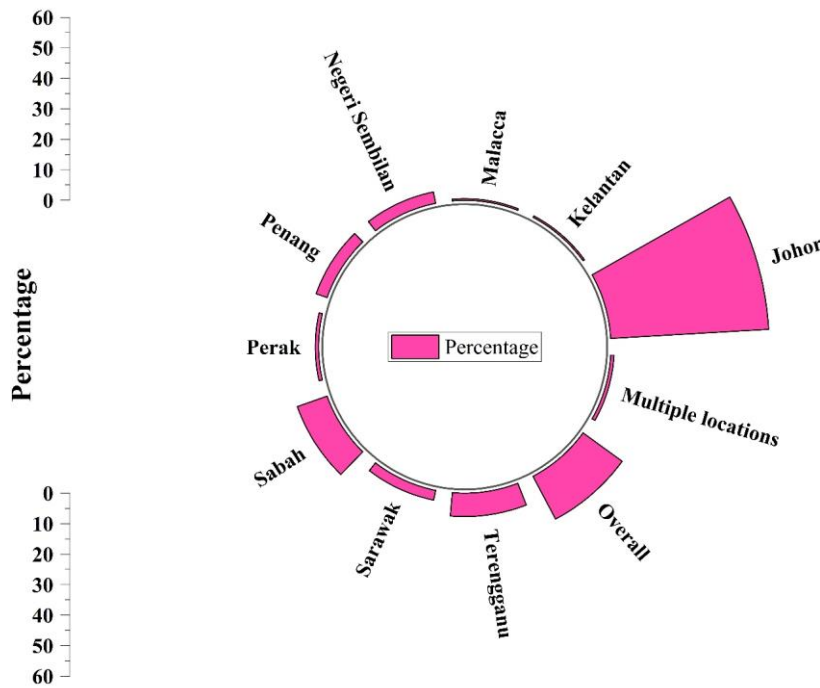 60
50
40
30
20
10
0
Percentage
0
10
20
30
40
50
60
Malacca
Kelantan
Johor
Multiple locations
Overall
Terengganu
Sarawak
Sabah
Perak
Penang
Negeri Sembilan
Percentage